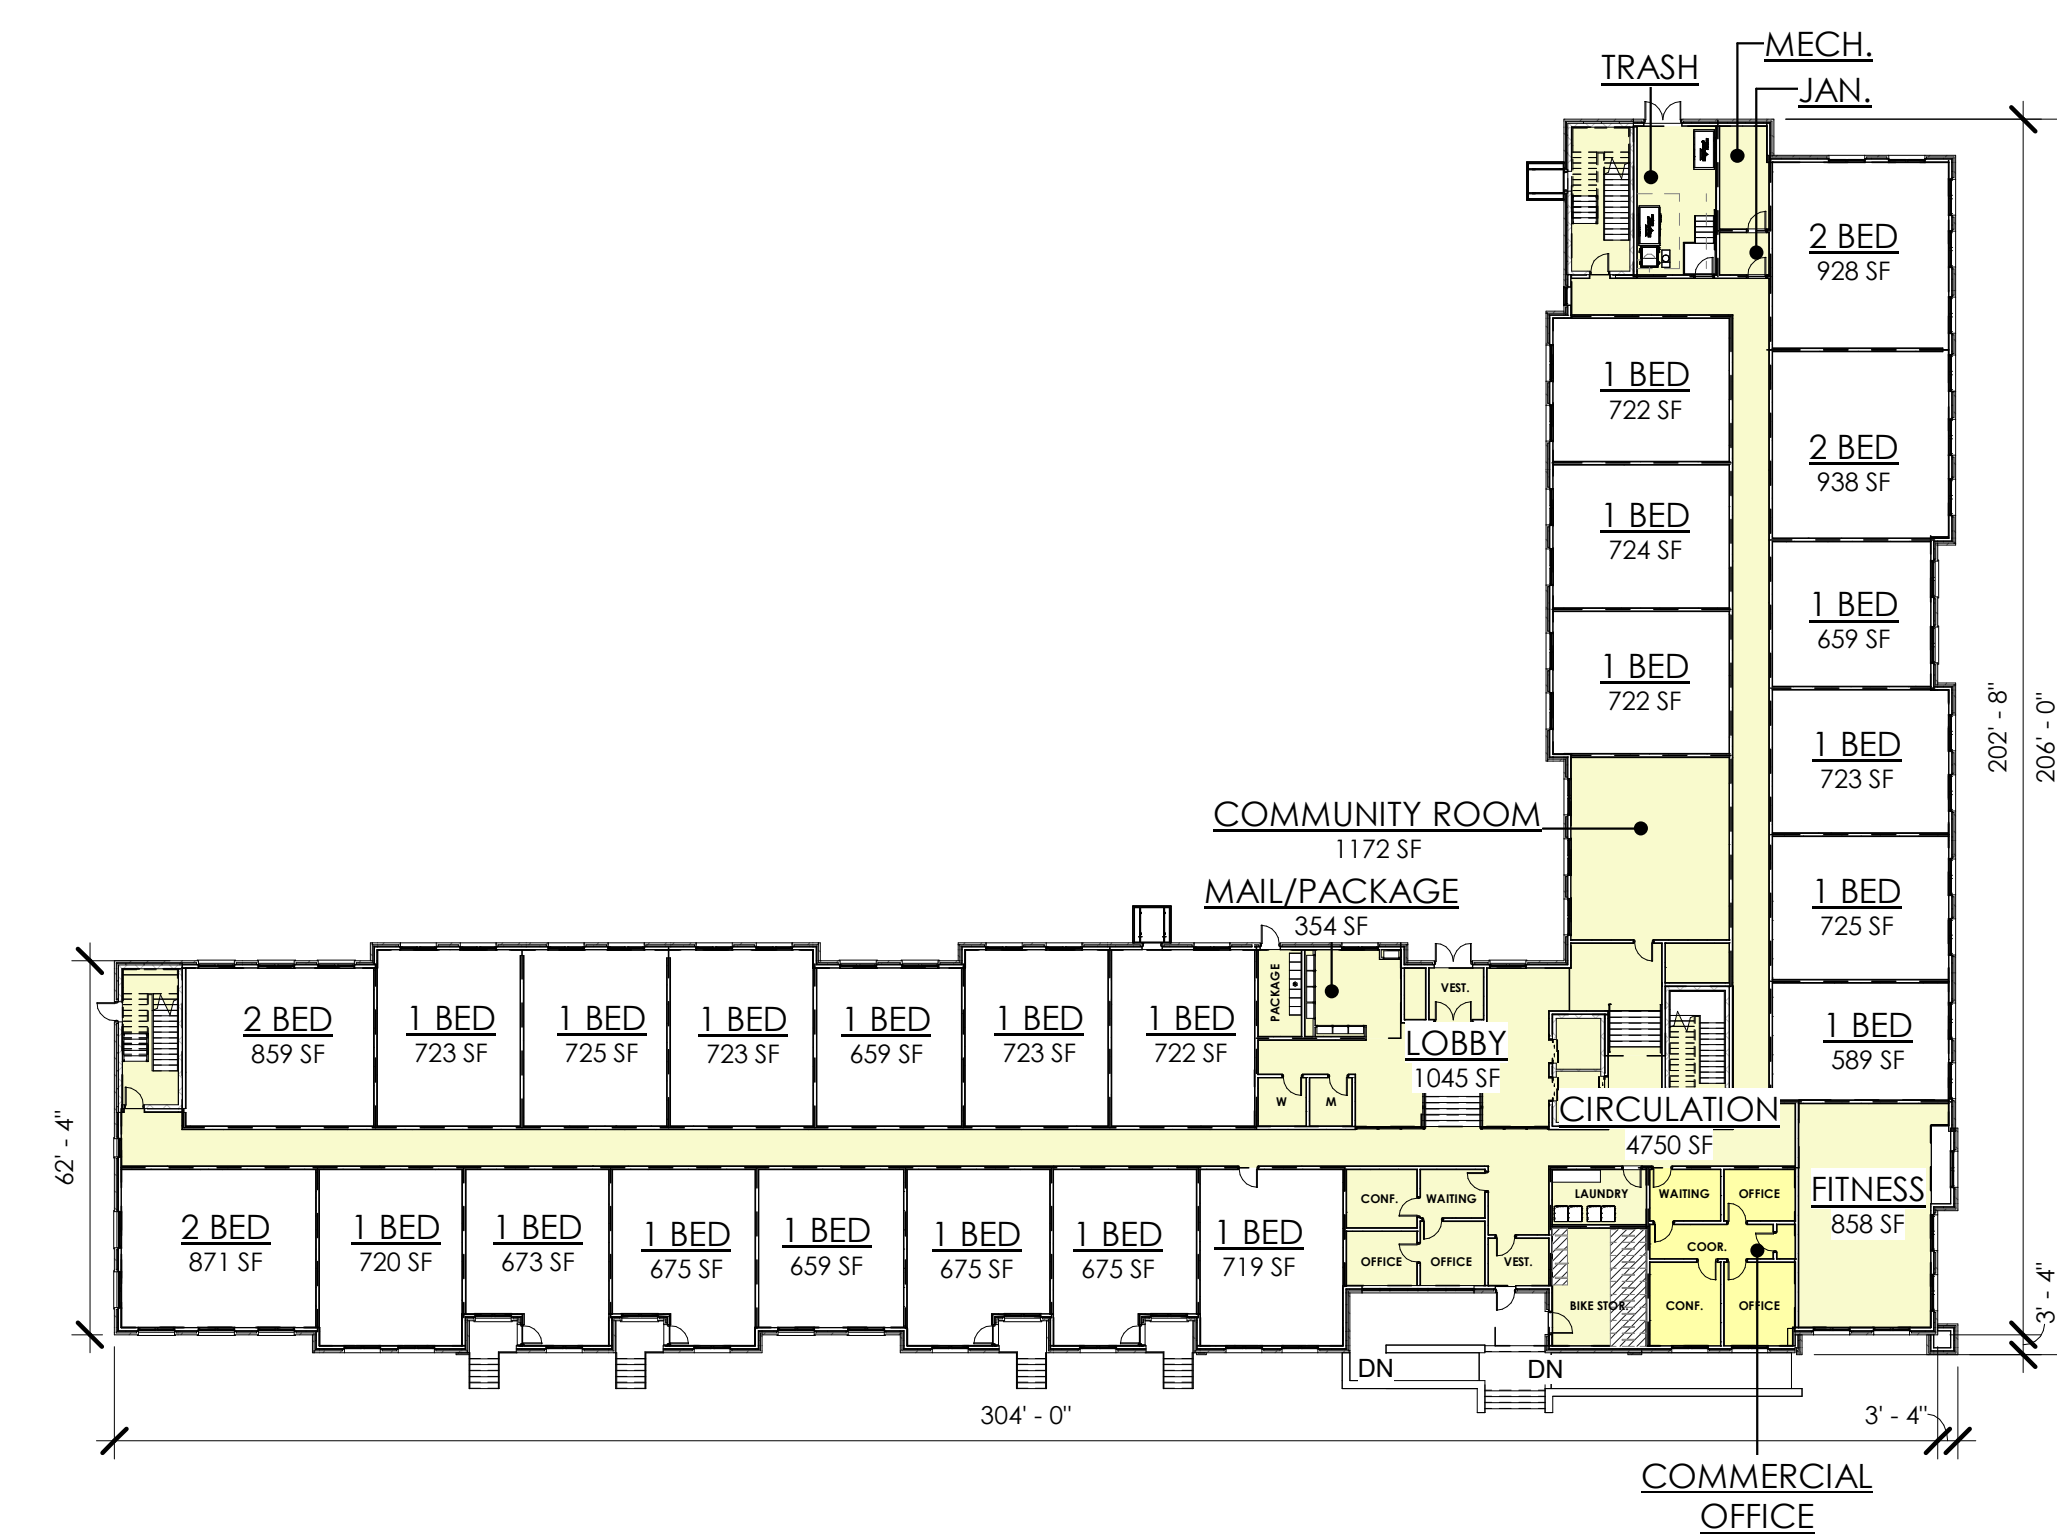 MECH.
TRASH
JAN.
2 BED
928 SF
1 BED
722 SF
2 BED
938 SF
1 BED
724 SF
1 BED
659 SF
1 BED
722 SF
1 BED
723 SF
202' - 8"
206' - 0"
COMMUNITY ROOM
1172 SF
MAIL/PACKAGE
354 SF
1 BED
725 SF
PACKAGE
VEST.
2 BED
859 SF
1 BED
723 SF
1 BED
725 SF
1 BED
723 SF
1 BED
659 SF
1 BED
723 SF
1 BED
722 SF
LOBBY
1045 SF
1 BED
589 SF
W
M
CIRCULATION
4750 SF
62' - 4"
2 BED
871 SF
1 BED
720 SF
1 BED
673 SF
1 BED
675 SF
1 BED
659 SF
1 BED
675 SF
1 BED
675 SF
1 BED
719 SF
CONF.
WAITING
LAUNDRY
WAITING
OFFICE
FITNESS
858 SF
OFFICE
OFFICE
VEST.
COOR.
BIKE STOR.
CONF.
OFFICE
3' - 4"
DN
DN
304' - 0"
3' - 4"
COMMERCIAL
OFFICE